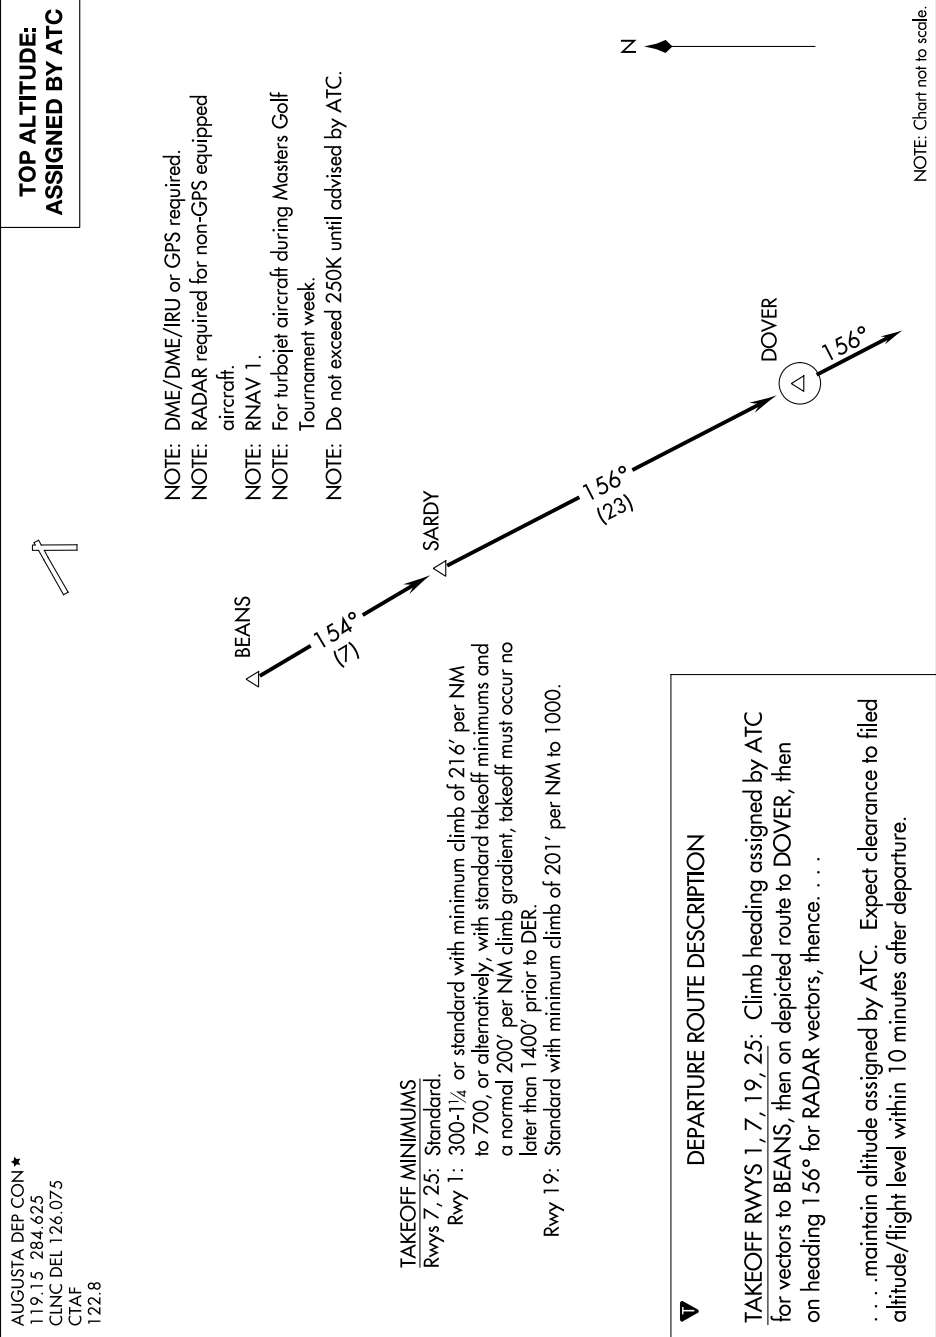 AUGUSTA DEP CON ★
119.15 284.625
CLNC DEL 126.075
CTAF
122.8
TOP ALTITUDE:
ASSIGNED BY ATC
NOTE: DME/DME/IRU or GPS required.
NOTE: RADAR required for non-GPS equipped
aircraft.
NOTE: RNAV 1.
NOTE: For turbojet aircraft during Masters Golf
Tournament week.
NOTE: Do not exceed 250K until advised by ATC.
BEANS
154°
(7)
SARDY
156°
(23)
DOVER
156°
N
TAKEOFF MINIMUMS
Rwys 7, 25: Standard.
Rwy 1: 300-1¼ or standard with minimum climb of 216' per NM
to 700, or alternatively, with standard takeoff minimums and
a normal 200' per NM climb gradient, takeoff must occur no
later than 1400' prior to DER.
Rwy 19: Standard with minimum climb of 201' per NM to 1000.
T
DEPARTURE ROUTE DESCRIPTION
TAKEOFF RWYS 1, 7, 19, 25: Climb heading assigned by ATC
for vectors to BEANS, then on depicted route to DOVER, then
on heading 156° for RADAR vectors, thence. . . .
. . . .maintain altitude assigned by ATC. Expect clearance to filed
altitude/flight level within 10 minutes after departure.
NOTE: Chart not to scale.